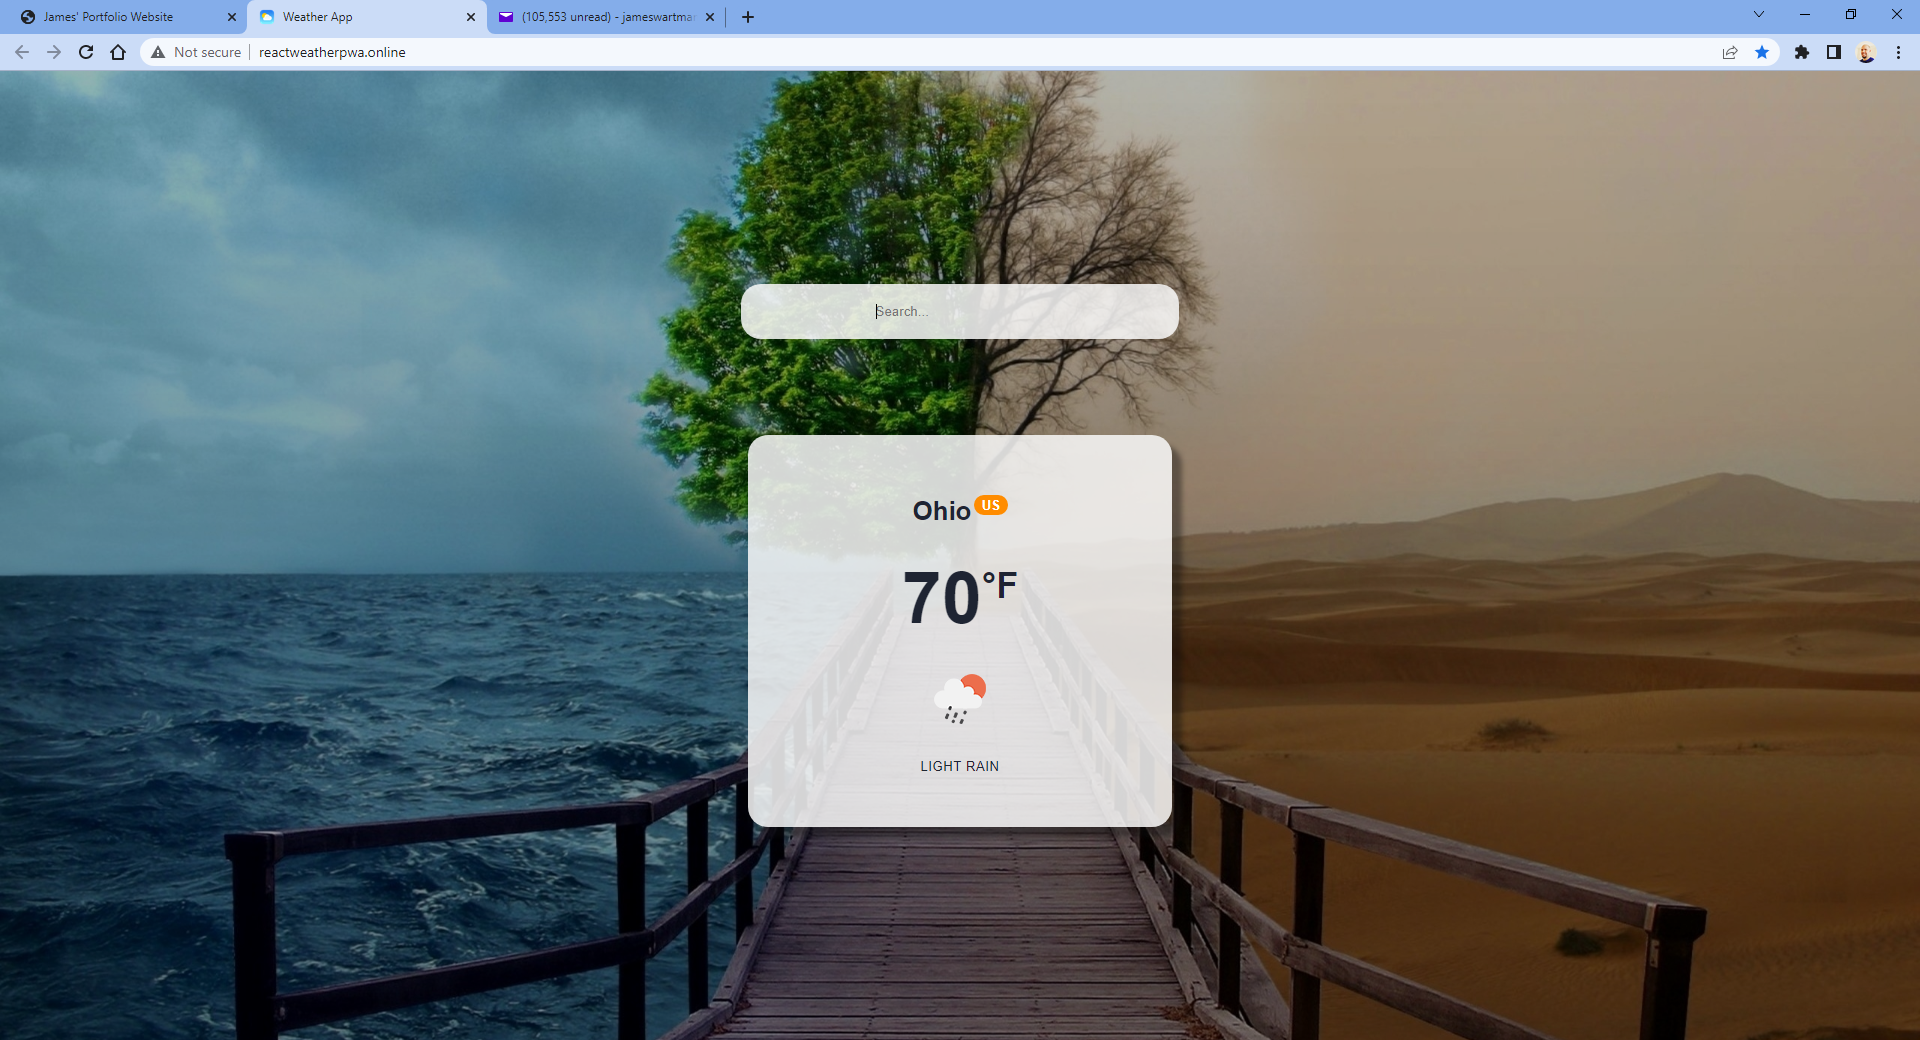 James' Portfolio Website
Weather App
(105,553 unread) - jameswartma
Not secure
reactweatherpwa.online
Search...
Ohio US
70°F
LIGHT RAIN